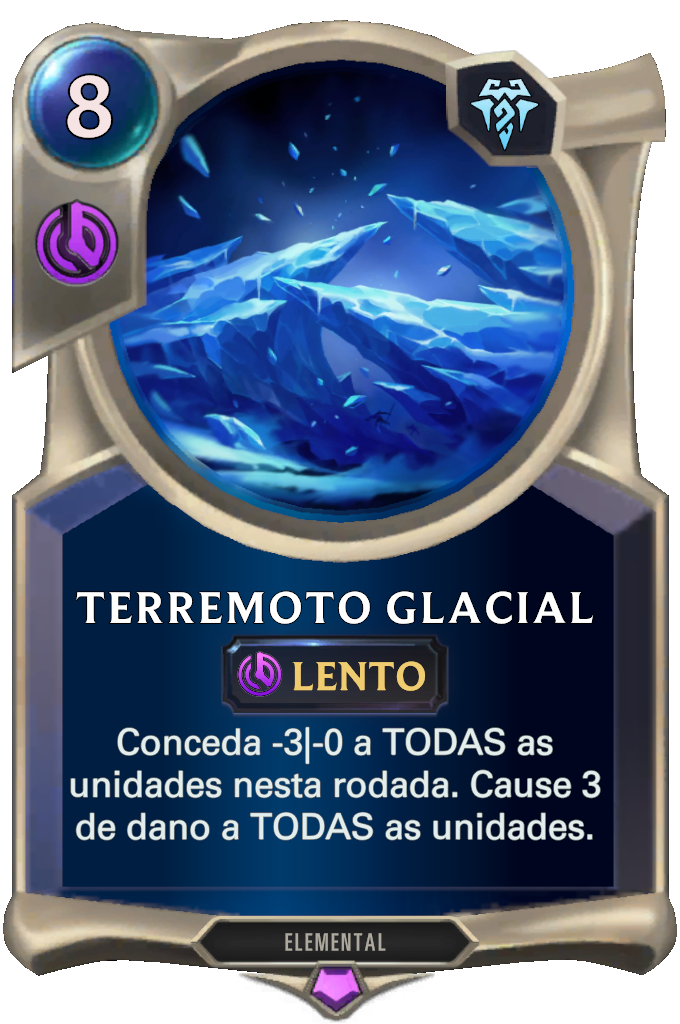 8
TERREMOTO GLACIAL
LENTO
Conceda -3|-0 a TODAS as
unidades nesta rodada. Cause 3
de dano a TODAS as unidades.
ELEMENTAL